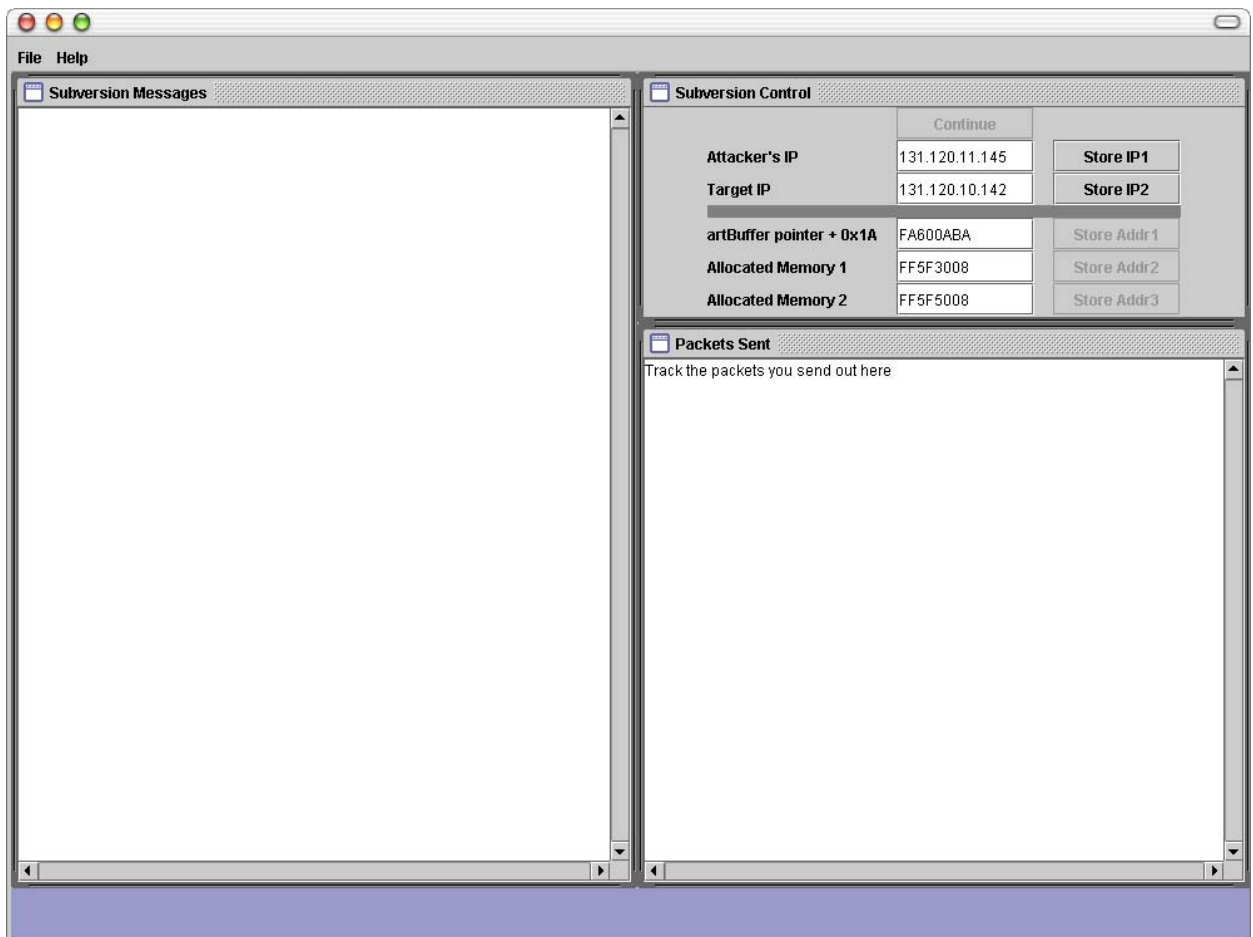 File Help
Subversion Messages
Subversion Control
Continue
Attacker's IP 131.120.11.145 Store IP1
Target IP 131.120.10.142 Store IP2
artBuffer pointer + 0x1A FA600ABA Store Addr1
Allocated Memory 1 FF5F3008 Store Addr2
Allocated Memory 2 FF5F5008 Store Addr3
Packets Sent
Track the packets you send out here